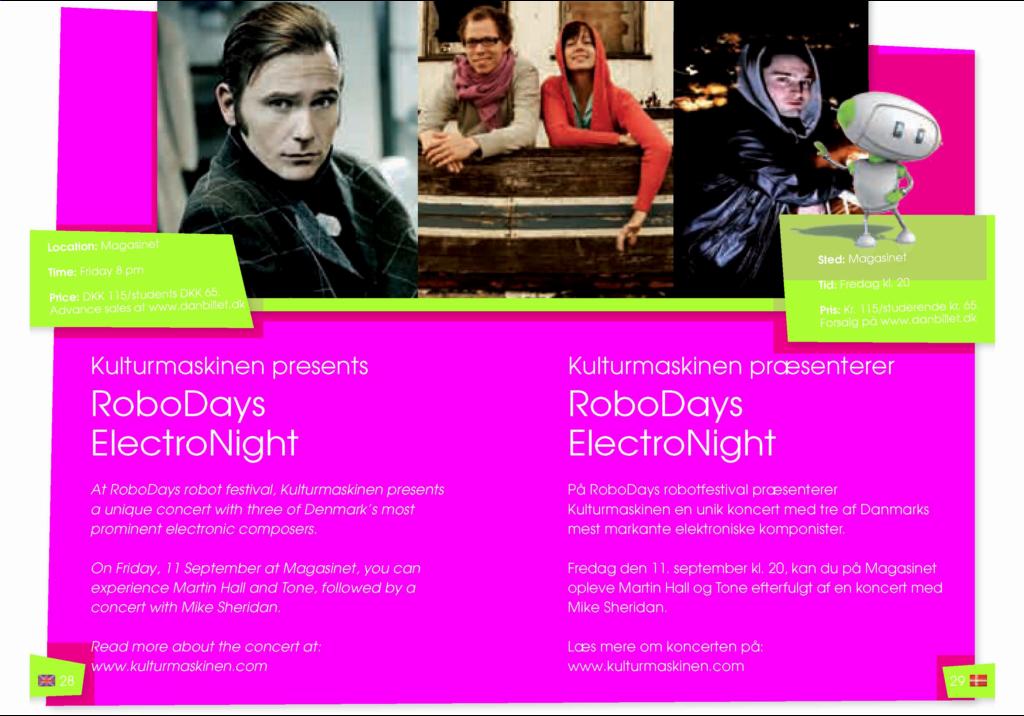 Location: Magasinet
Time: Friday 8 pm
Price: DKK 115/students DKK 65.
Advance sales at www.danbillet.dk
Sted: Magasinet
Tid: Fredag kl. 20
Pris: Kr. 115/studerende kr. 65.
Forsalg på www.danbillet.dk
Kulturmaskinen presents
RoboDays
ElectroNight
At RoboDays robot festival, Kulturmaskinen presents
a unique concert with three of Denmark´s most
prominent electronic composers.
On Friday, 11 September at Magasinet, you can
experience Martin Hall and Tone, followed by a
concert with Mike Sheridan.
Read more about the concert at:
www.kulturmaskinen.com
28
Kulturmaskinen præsenterer
RoboDays
ElectroNight
På RoboDays robotfestival præsenterer
Kulturmaskinen en unik koncert med tre af Danmarks
mest markante elektroniske komponister.
Fredag den 11. september kl. 20, kan du på Magasinet
opleve Martin Hall og Tone efterfulgt af en koncert med
Mike Sheridan.
Læs mere om koncerten på:
www.kulturmaskinen.com
29